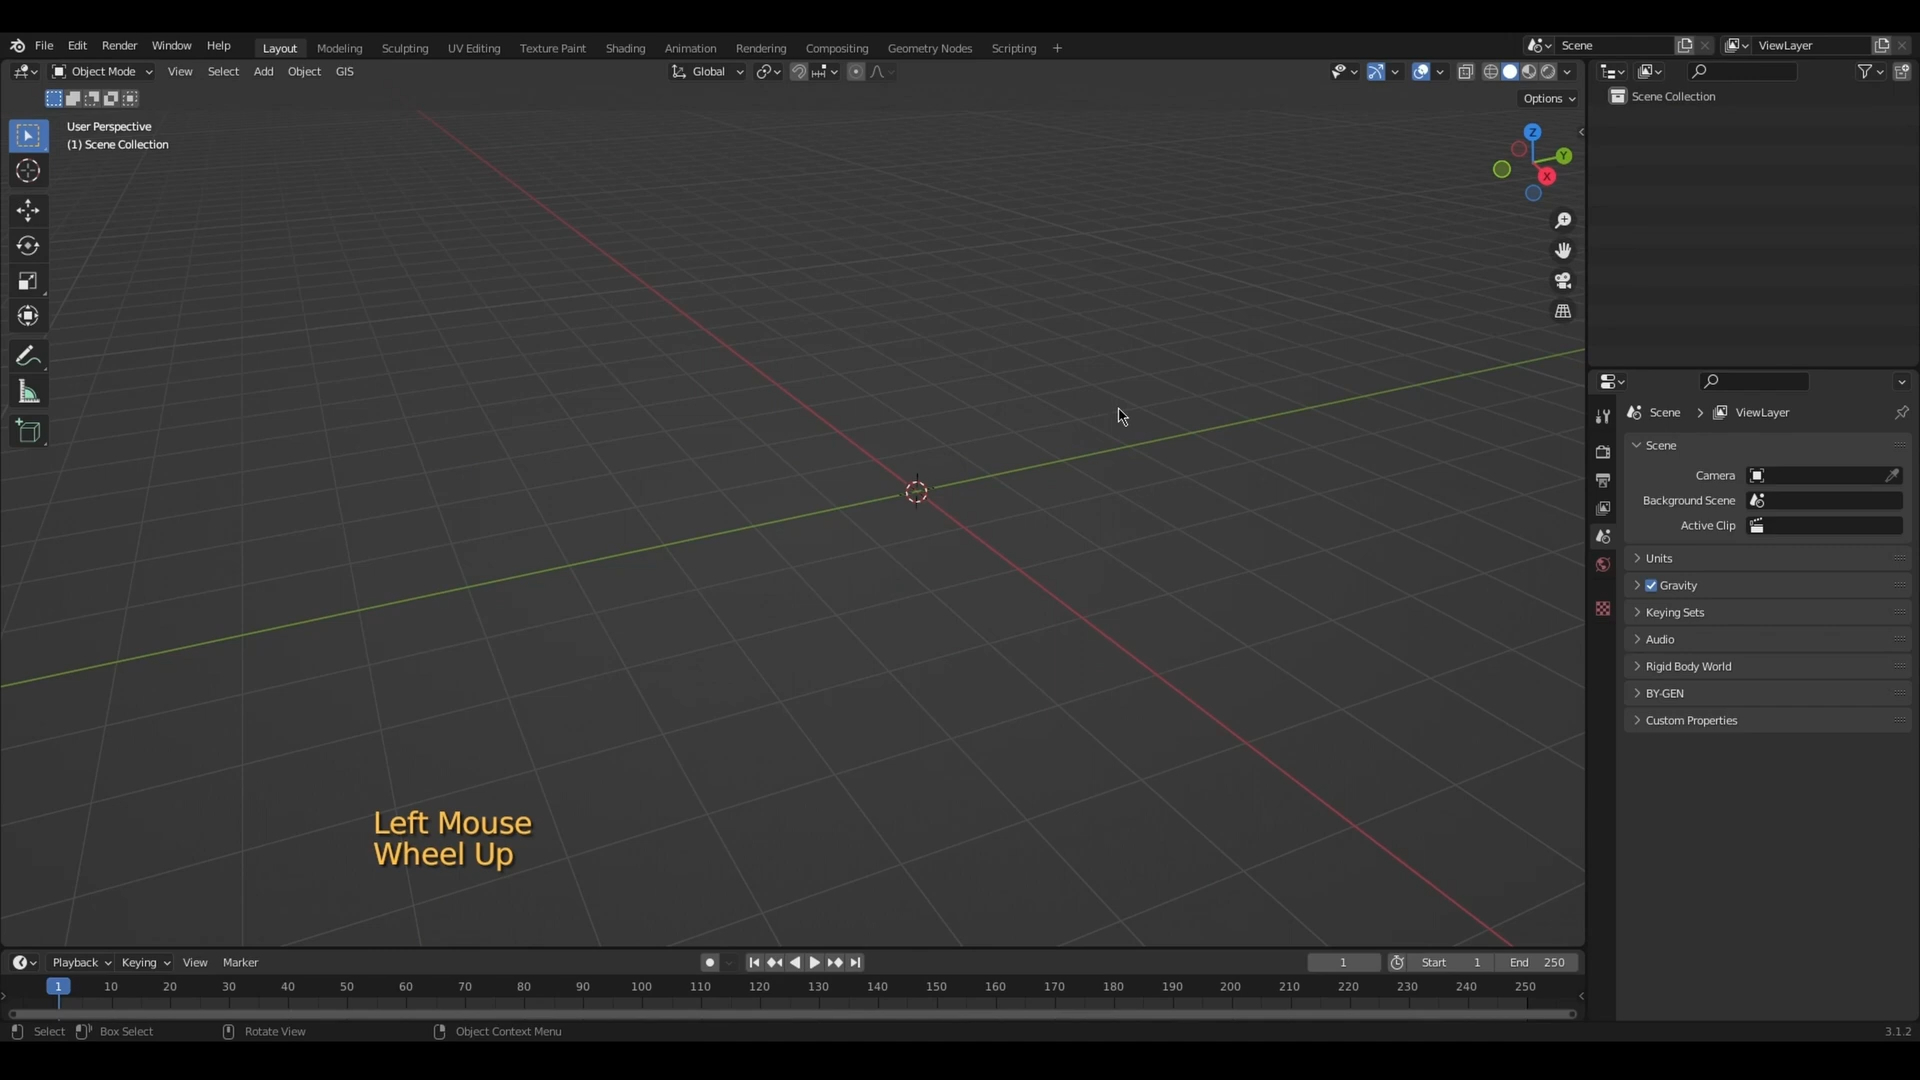 File Edit Render Window Help Layout Modeling Sculpting UV Editing Texture Paint Shading Animation Rendering Compositing Geometry Nodes Scripting + Scene ViewLayer
Object Mode View Select Add Object GIS Global
Options
User Perspective
(1) Scene Collection
Z
Y
X
Scene Collection
Scene > ViewLayer
Scene
Camera
Background Scene
Active Clip
Units
Gravity
Keying Sets
Audio
Rigid Body World
BY-GEN
Custom Properties
Left Mouse
Wheel Up
Playback Keying View Marker 1 Start 1 End 250
1 10 20 30 40 50 60 70 80 90 100 110 120 130 140 150 160 170 180 190 200 210 220 230 240 250
Select Box Select Rotate View Object Context Menu 3.1.2